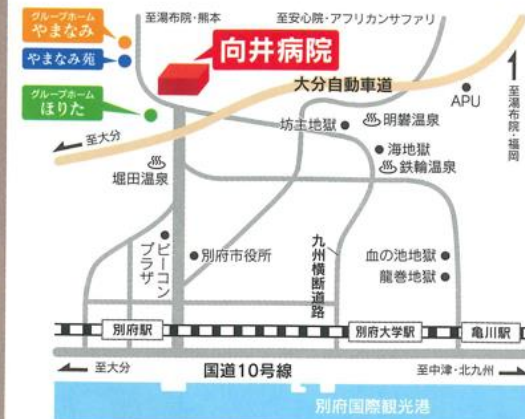 グループホーム
やまなみ
やまなみ苑
グループホーム
ほりた
至湯布院・熊本
至安心院・アフリカンサファリ
向井病院
大分自動車道
APU
至湯布院・福岡
坊主地獄
明礬温泉
海地獄
鉄輪温泉
至大分
堀田温泉
ビーコンプラザ
別府市役所
九州横断道路
血の池地獄
龍巻地獄
別府駅
別府大学駅
亀川駅
至大分
国道10号線
至中津・北九州
別府国際観光港